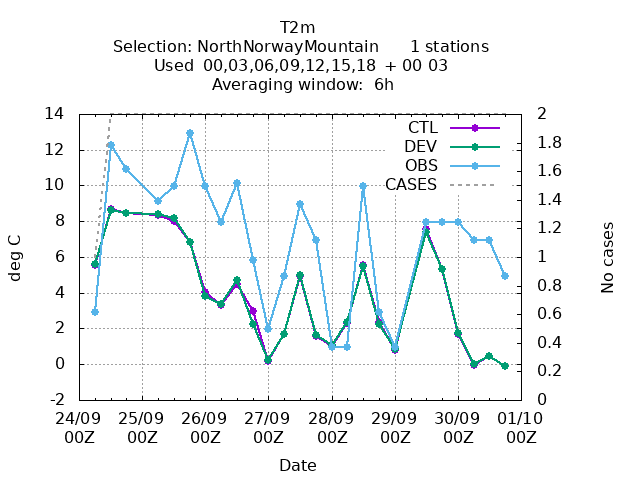 T2m
Selection: NorthNorwayMountain 1 stations
Used 00,03,06,09,12,15,18 + 00 03
Averaging window: 6h
14 2
12 1.8
10 1.6
8 1.4
6 1.2
4 1
2 0.8
0 0.6
-2 0.4
0.2
0
CTL
DEV
OBS
CASES
deg C
No cases
24/09 25/09 26/09 27/09 28/09 29/09 30/09 01/10
00Z 00Z 00Z 00Z 00Z 00Z 00Z 00Z
Date